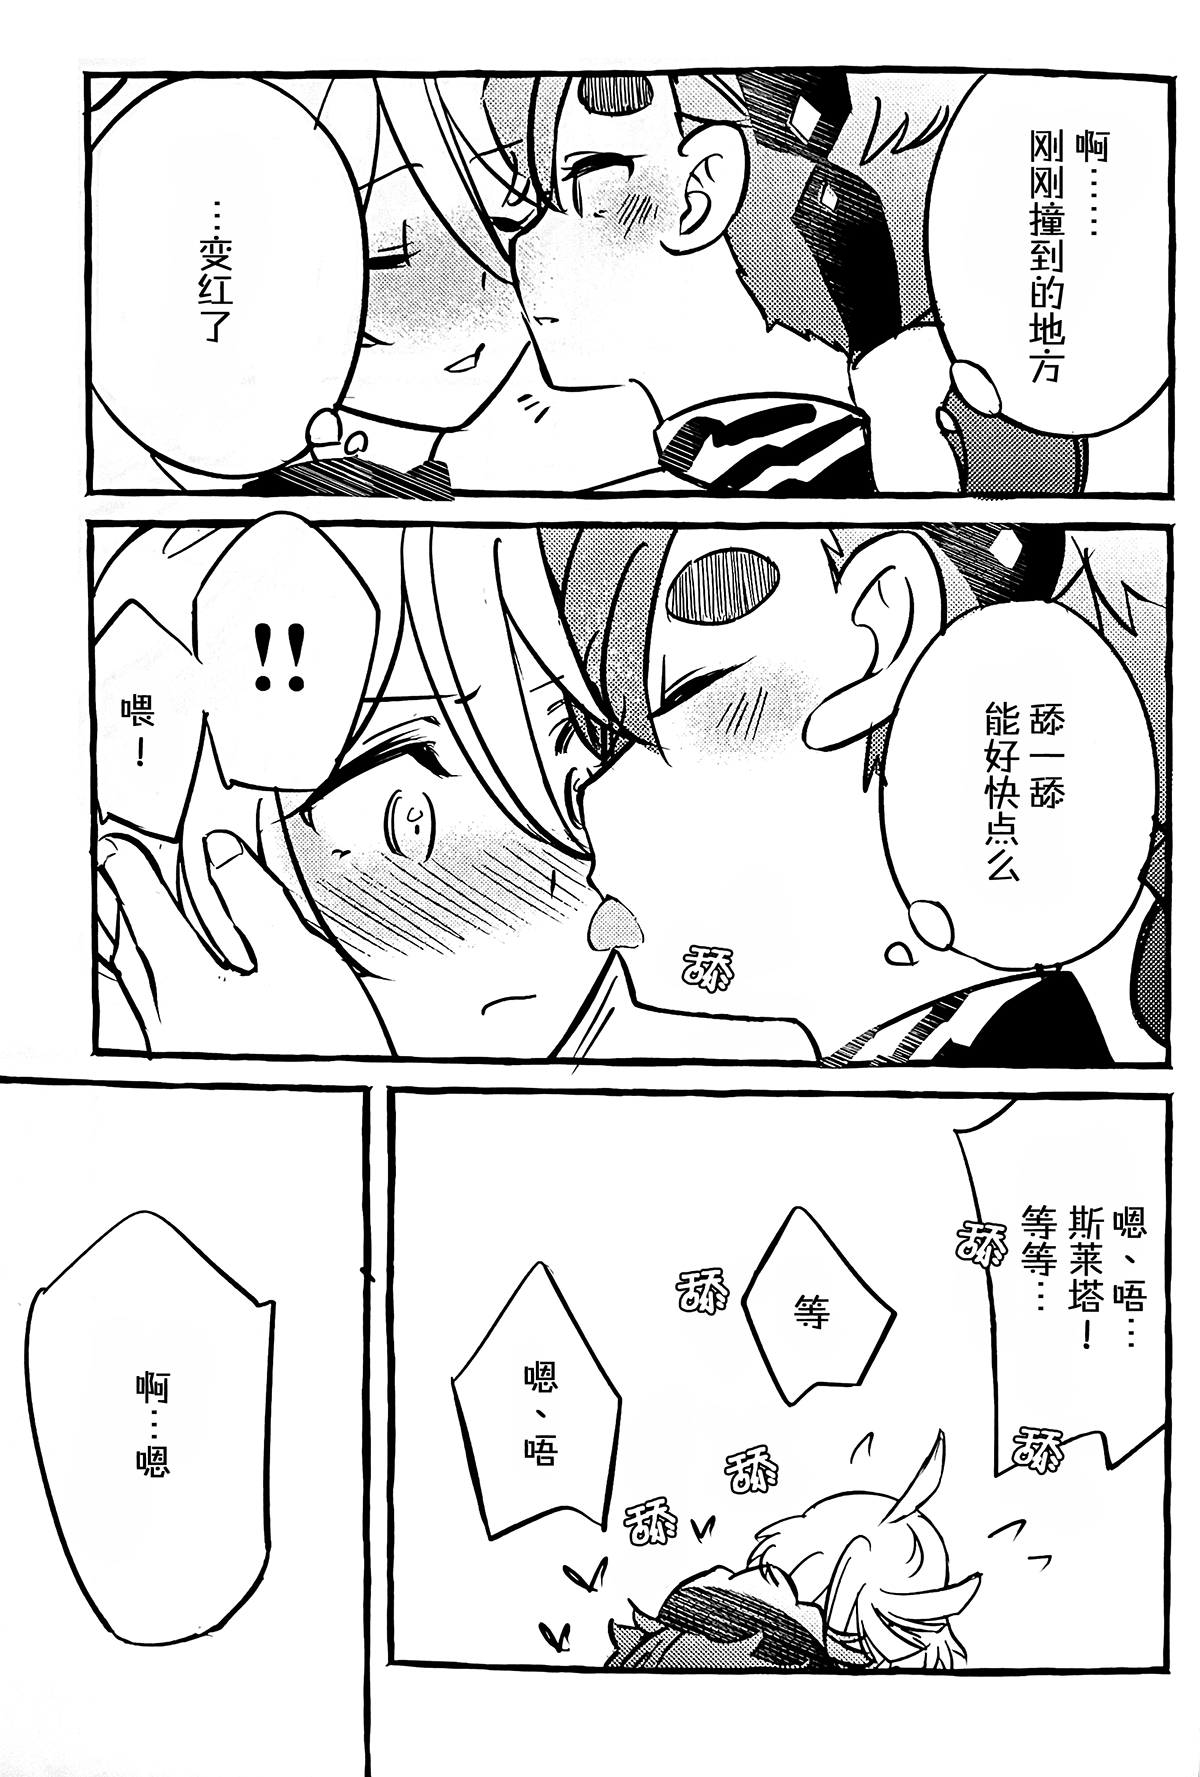 啊……
刚刚撞到的地方
…变红了
舔一舔
能好快点么
!!
喂！
舔
嗯、唔…
斯莱塔！
等等…
舔
舔
等
舔
嗯、唔
舔
舔
啊…嗯